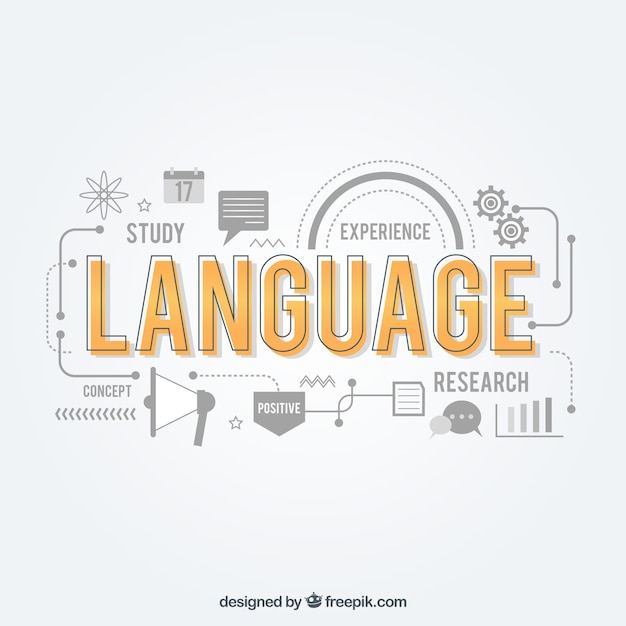 17
STUDY
EXPERIENCE
LANGUAGE
CONCEPT
POSITIVE
RESEARCH
designed by freepik.com